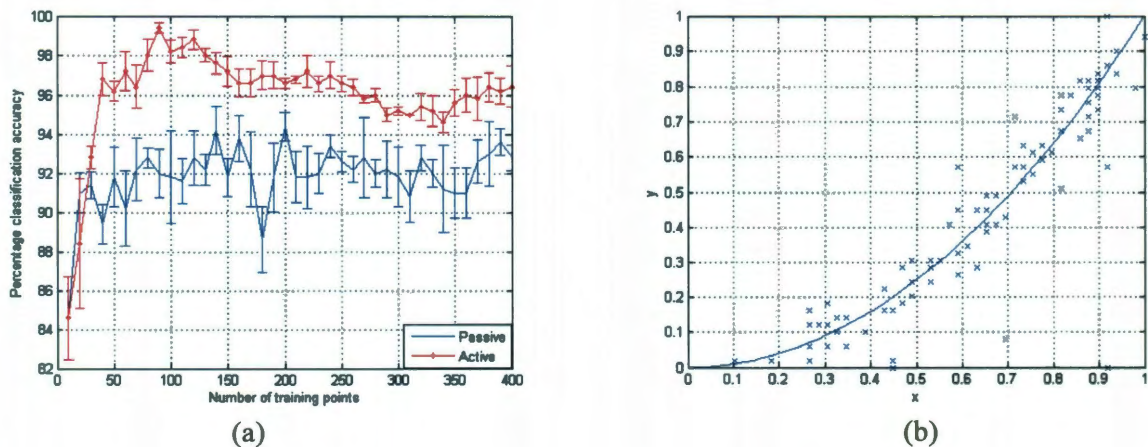 100
98
96
94
92
90
88
86
84
82
Percentage classification accuracy
0 50 100 150 200 250 300 350 400
Number of training points
Passive
Active
(a)
1
0.9
0.8
0.7
0.6
0.5
0.4
0.3
0.2
0.1
0
y
0 0.1 0.2 0.3 0.4 0.5 0.6 0.7 0.8 0.9 1
x
(b)